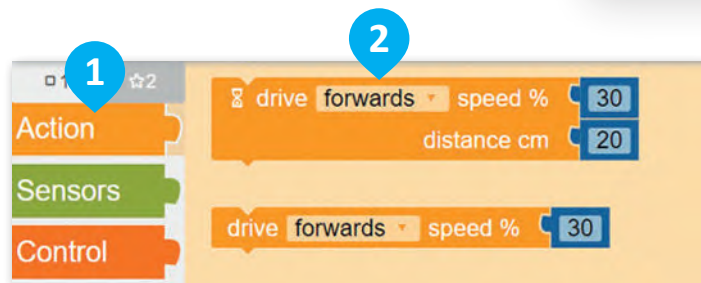 1
2
☆2
Action
Sensors
Control
drive forwards speed % 30
distance cm 20
drive forwards speed % 30